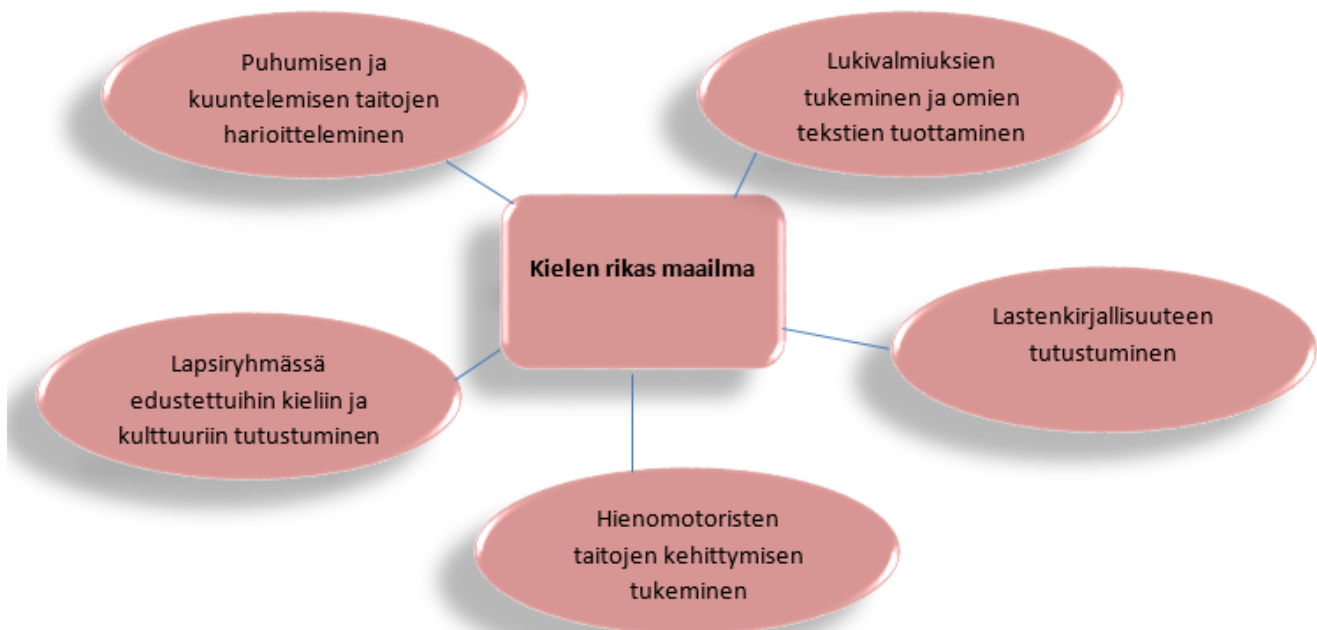 Puhumisen ja
kuuntelemisen taitojen
harioitteleminen
Lukivalmiuksien
tukeminen ja omien
tekstien tuottaminen
Kielen rikas maailma
Lastenkirjallisuuteen
tutustuminen
Lapsiryhmässä
edustettuihin kieliin ja
kulttuuriin tutustuminen
Hienomotoristen
taitojen kehittymisen
tukeminen